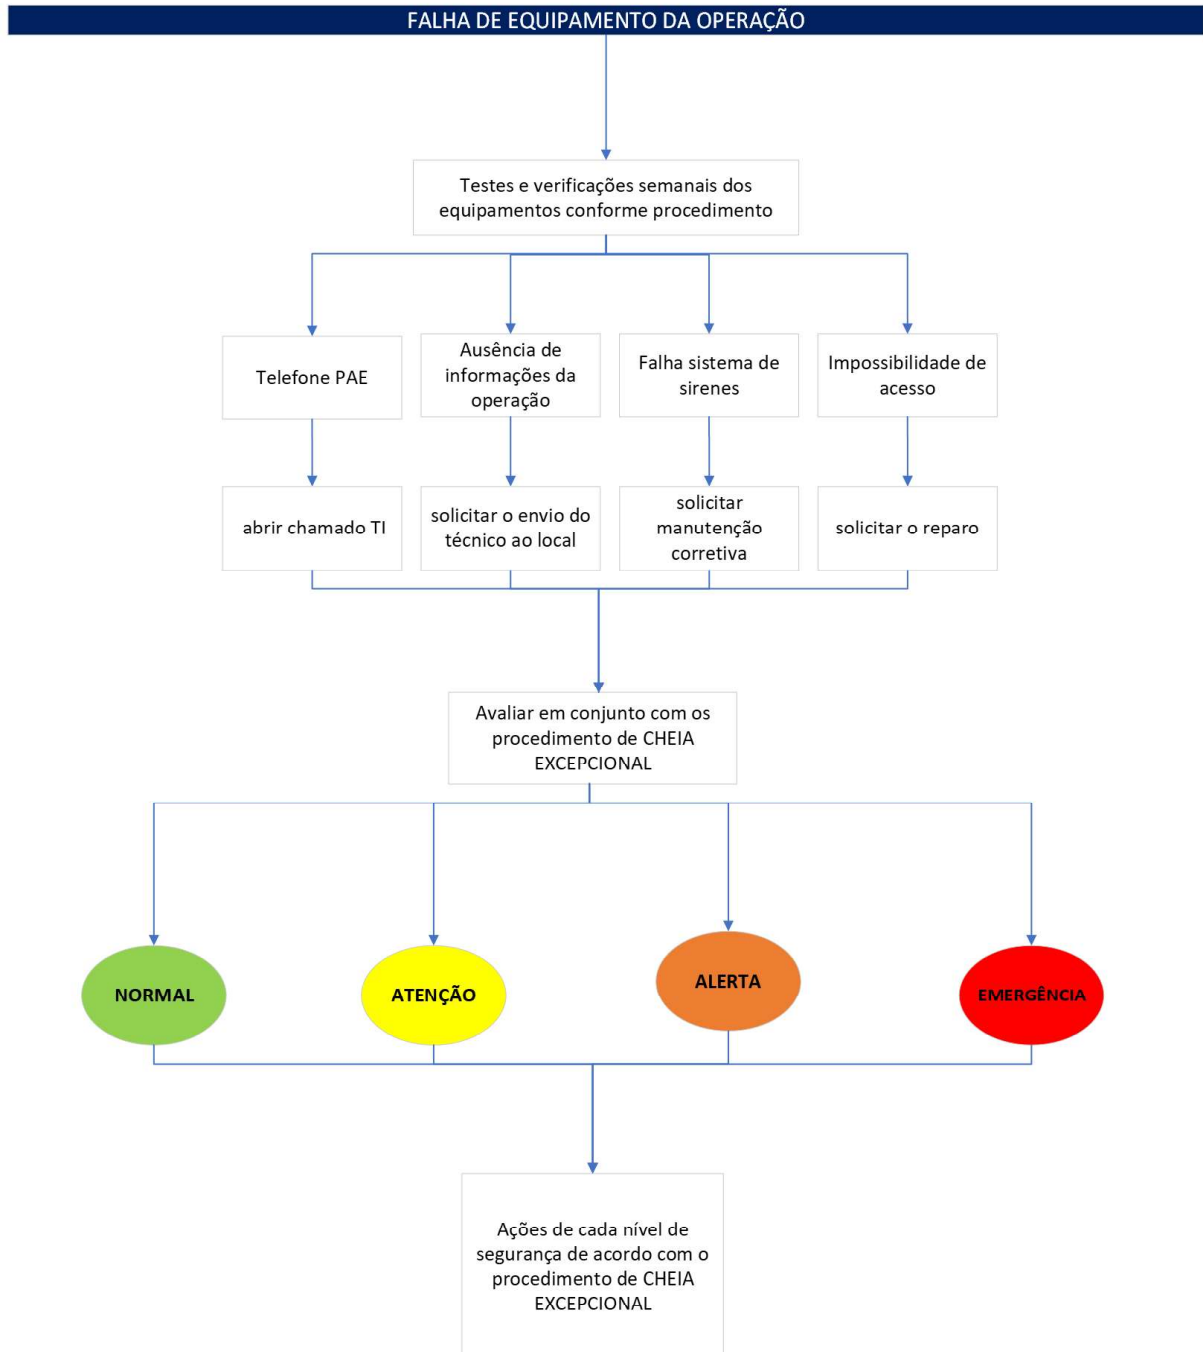 FALHA DE EQUIPAMENTO DA OPERAÇÃO
Testes e verificações semanais dos
equipamentos conforme procedimento
Telefone PAE
Ausência de
informações da
operação
Falha sistema de
sirenes
Impossibilidade de
acesso
abrir chamado TI
solicitar o envio do
técnico ao local
solicitar
manutenção
corretiva
solicitar o reparo
Avaliar em conjunto com os
procedimento de CHEIA
EXCEPCIONAL
NORMAL
ATENÇÃO
ALERTA
EMERGÊNCIA
Ações de cada nível de
segurança de acordo com o
procedimento de CHEIA
EXCEPCIONAL